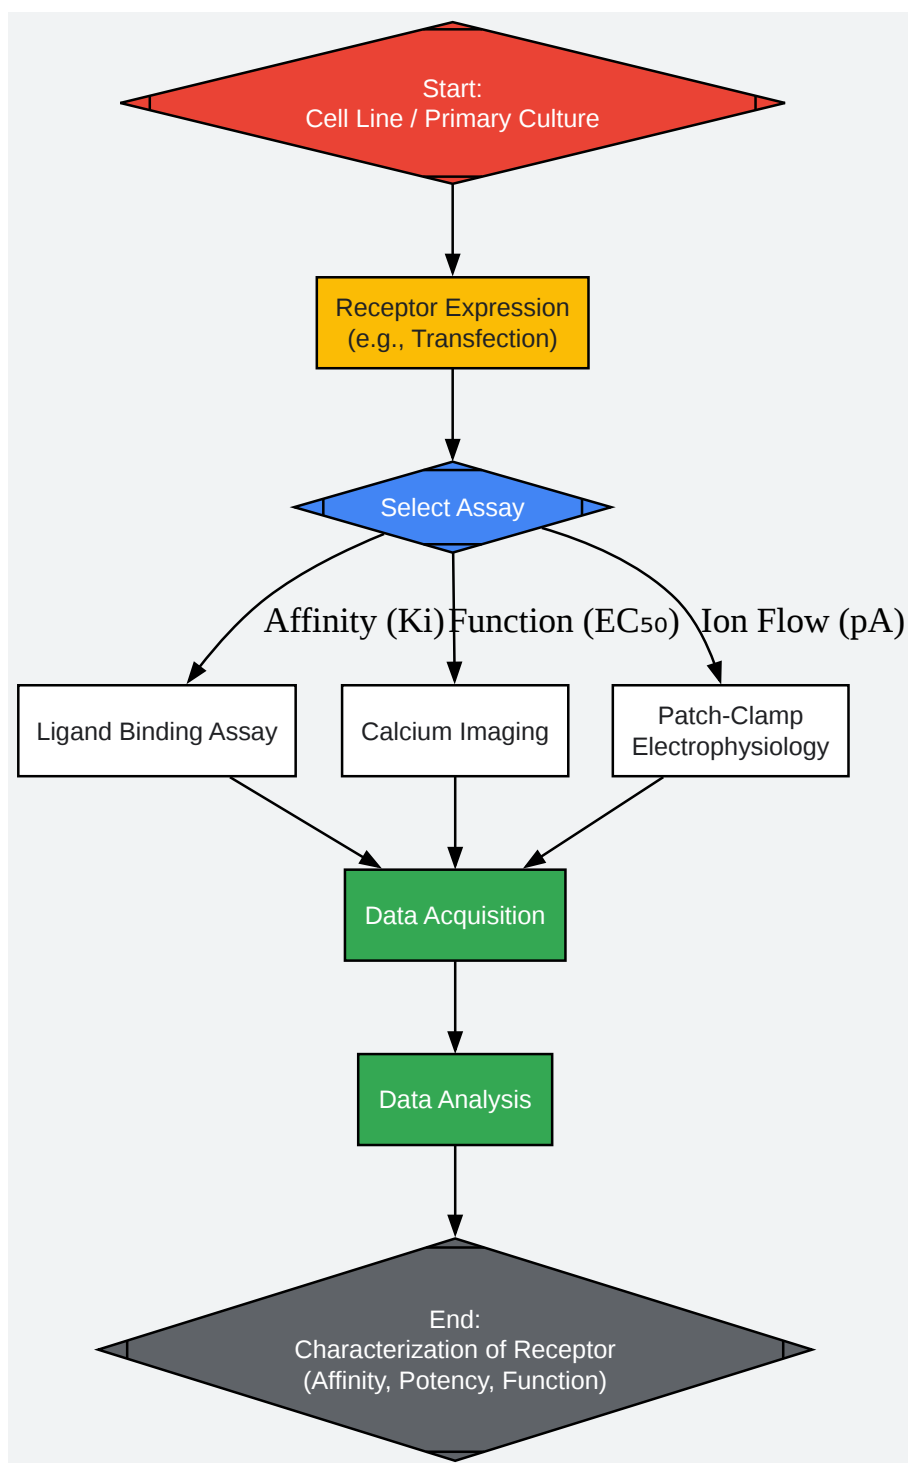 Start:
Cell Line / Primary Culture
Receptor Expression
(e.g., Transfection)
Select Assay
Affinity (Ki)
Function (EC₅₀)
Ion Flow (pA)
Ligand Binding Assay
Calcium Imaging
Patch-Clamp
Electrophysiology
Data Acquisition
Data Analysis
End:
Characterization of Receptor
(Affinity, Potency, Function)